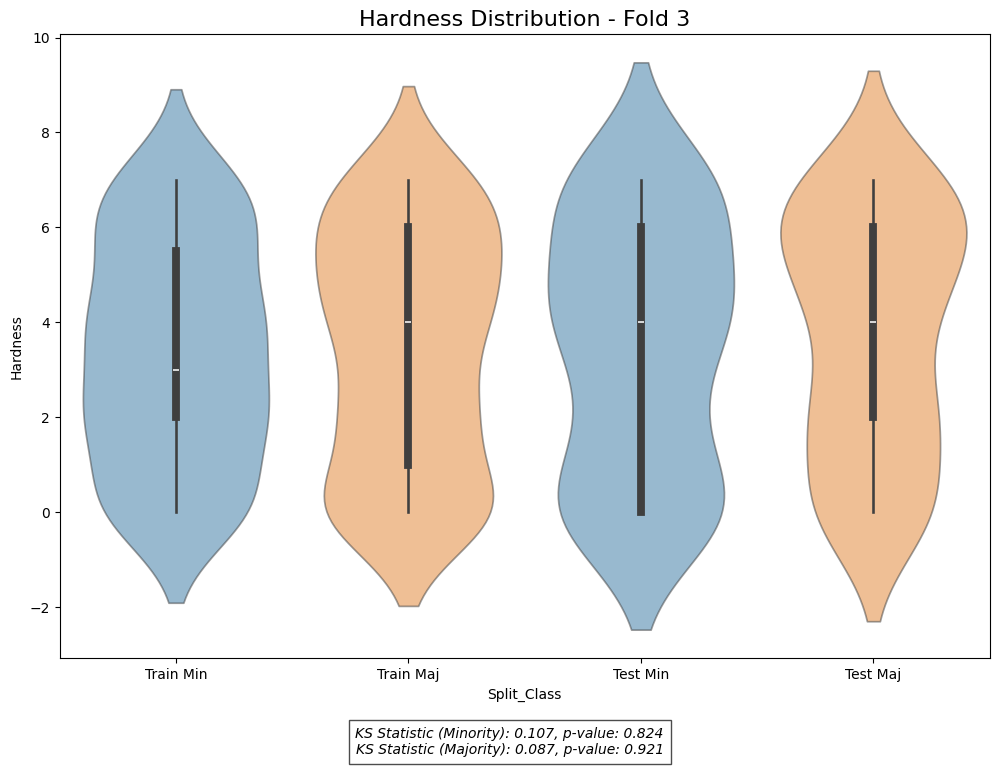 Hardness Distribution - Fold 3
10
8
6
4
2
0
−2
Hardness
Train Min
Train Maj
Test Min
Test Maj
Split_Class
KS Statistic (Minority): 0.107, p-value: 0.824
KS Statistic (Majority): 0.087, p-value: 0.921